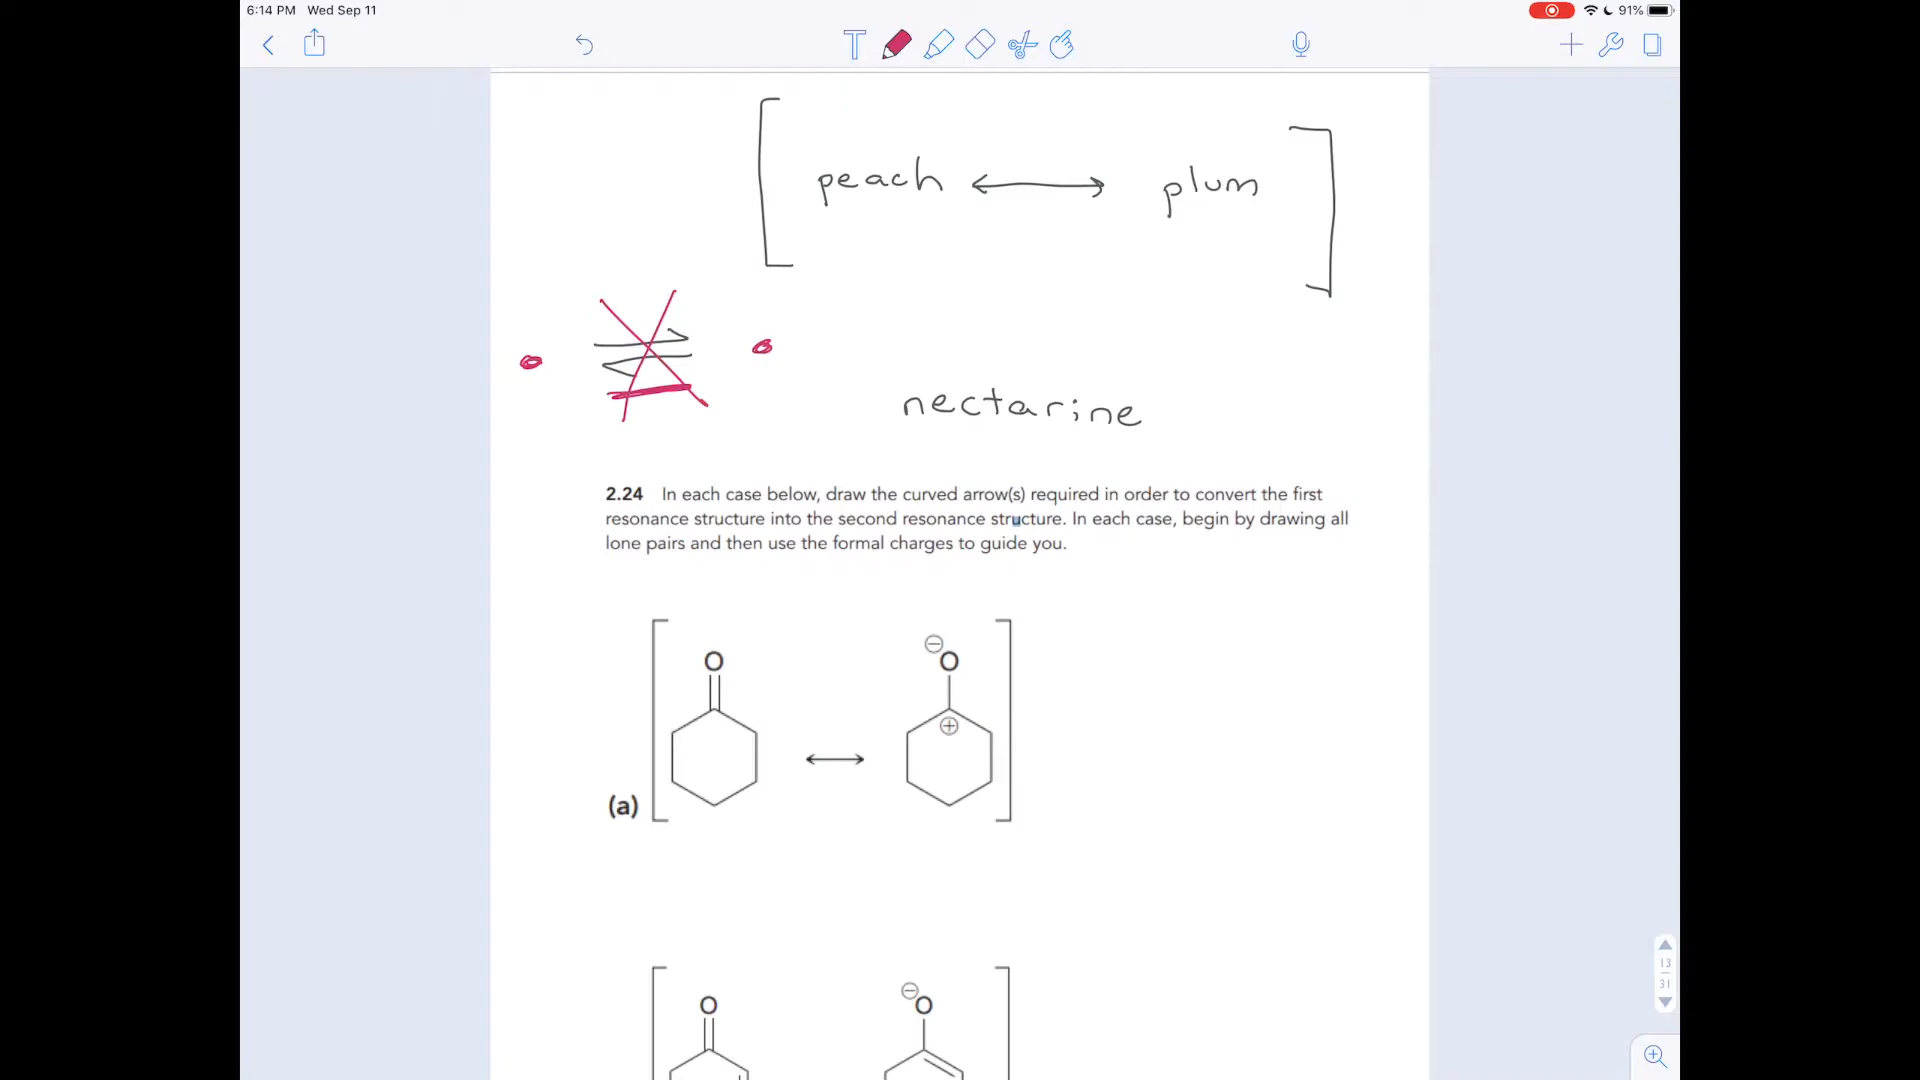 6:14 PM Wed Sep 11
91%
T
peach ⟷ plum
nectarine
2.24 In each case below, draw the curved arrow(s) required in order to convert the first
resonance structure into the second resonance structure. In each case, begin by drawing all
lone pairs and then use the formal charges to guide you.
O
⊖
O
⊕
(a)
13
31
O
⊖
O